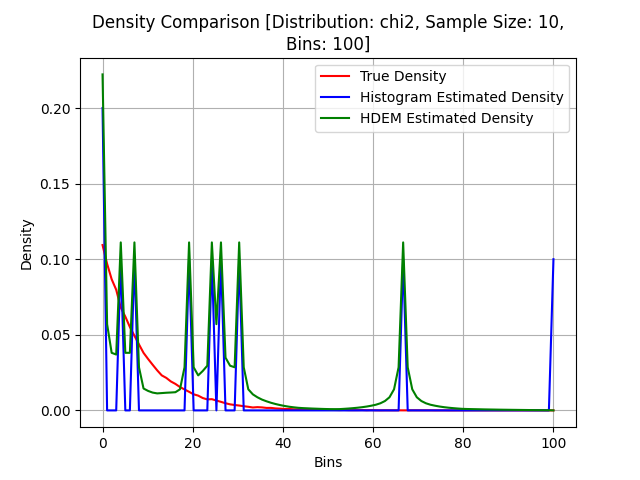 Density Comparison [Distribution: chi2, Sample Size: 10,
Bins: 100]
True Density
Histogram Estimated Density
HDEM Estimated Density
Density
0.20
0.15
0.10
0.05
0.00
0 20 40 60 80 100
Bins